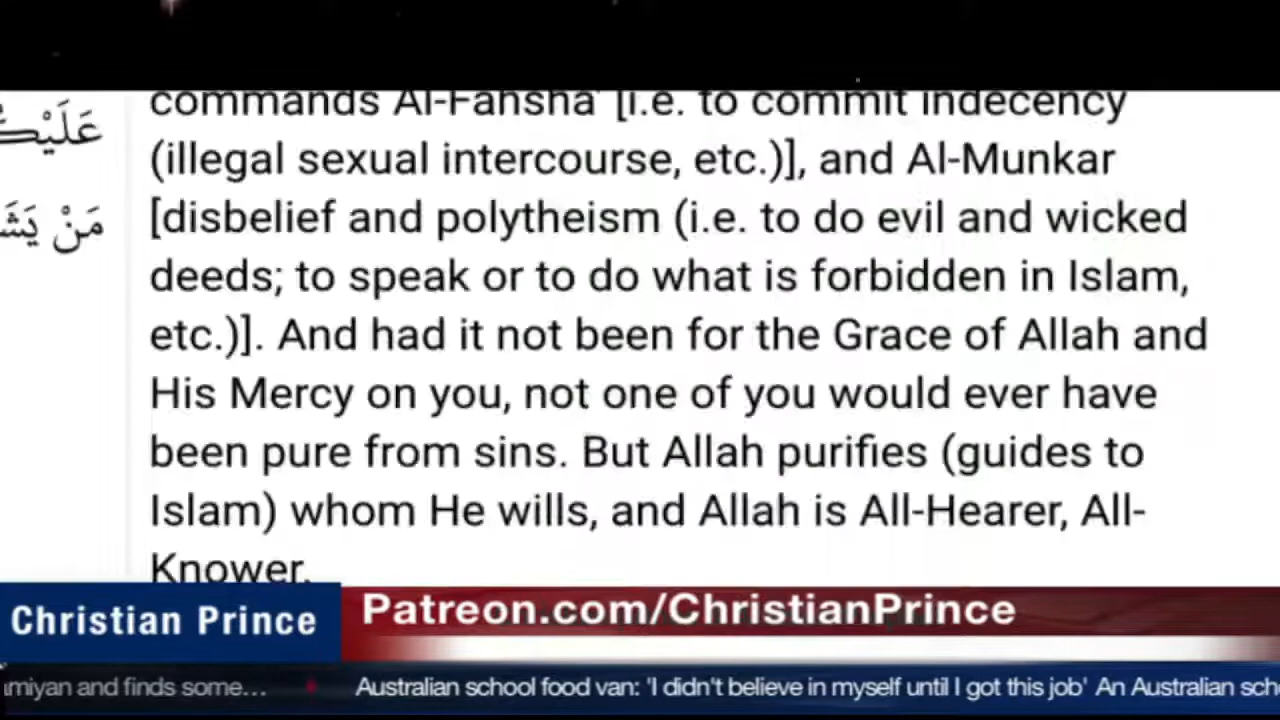 commands Al-Fahsha' [i.e. to commit indecency
(illegal sexual intercourse, etc.)], and Al-Munkar
[disbelief and polytheism (i.e. to do evil and wicked
deeds; to speak or to do what is forbidden in Islam,
etc.)]. And had it not been for the Grace of Allah and
His Mercy on you, not one of you would ever have
been pure from sins. But Allah purifies (guides to
Islam) whom He wills, and Allah is All-Hearer, All-
Knower.
مَنْ
Christian Prince
Patreon.com/ChristianPrince
and finds some... Australian school food van: 'I didn't believe in myself until I got this job' An Australian